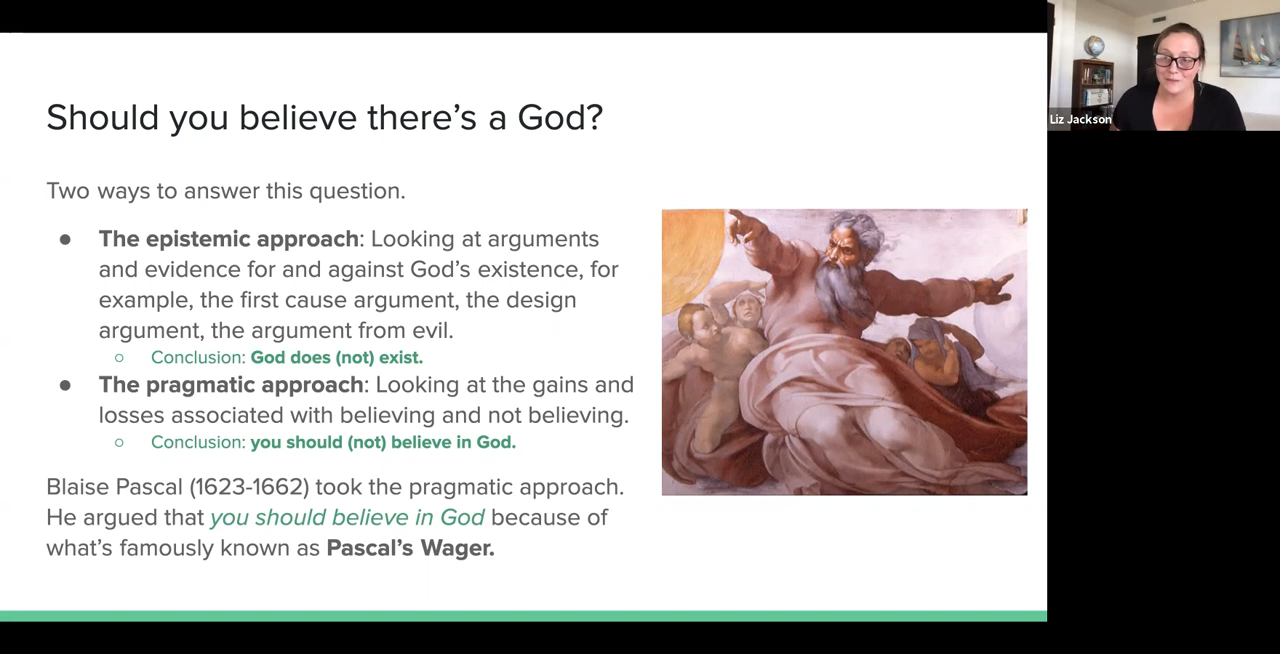 Should you believe there's a God?
Two ways to answer this question.
● The epistemic approach: Looking at arguments
and evidence for and against God's existence, for
example, the first cause argument, the design
argument, the argument from evil.
○ Conclusion: God does (not) exist.
● The pragmatic approach: Looking at the gains and
losses associated with believing and not believing.
○ Conclusion: you should (not) believe in God.
Blaise Pascal (1623-1662) took the pragmatic approach.
He argued that you should believe in God because of
what's famously known as Pascal's Wager.
Liz Jackson